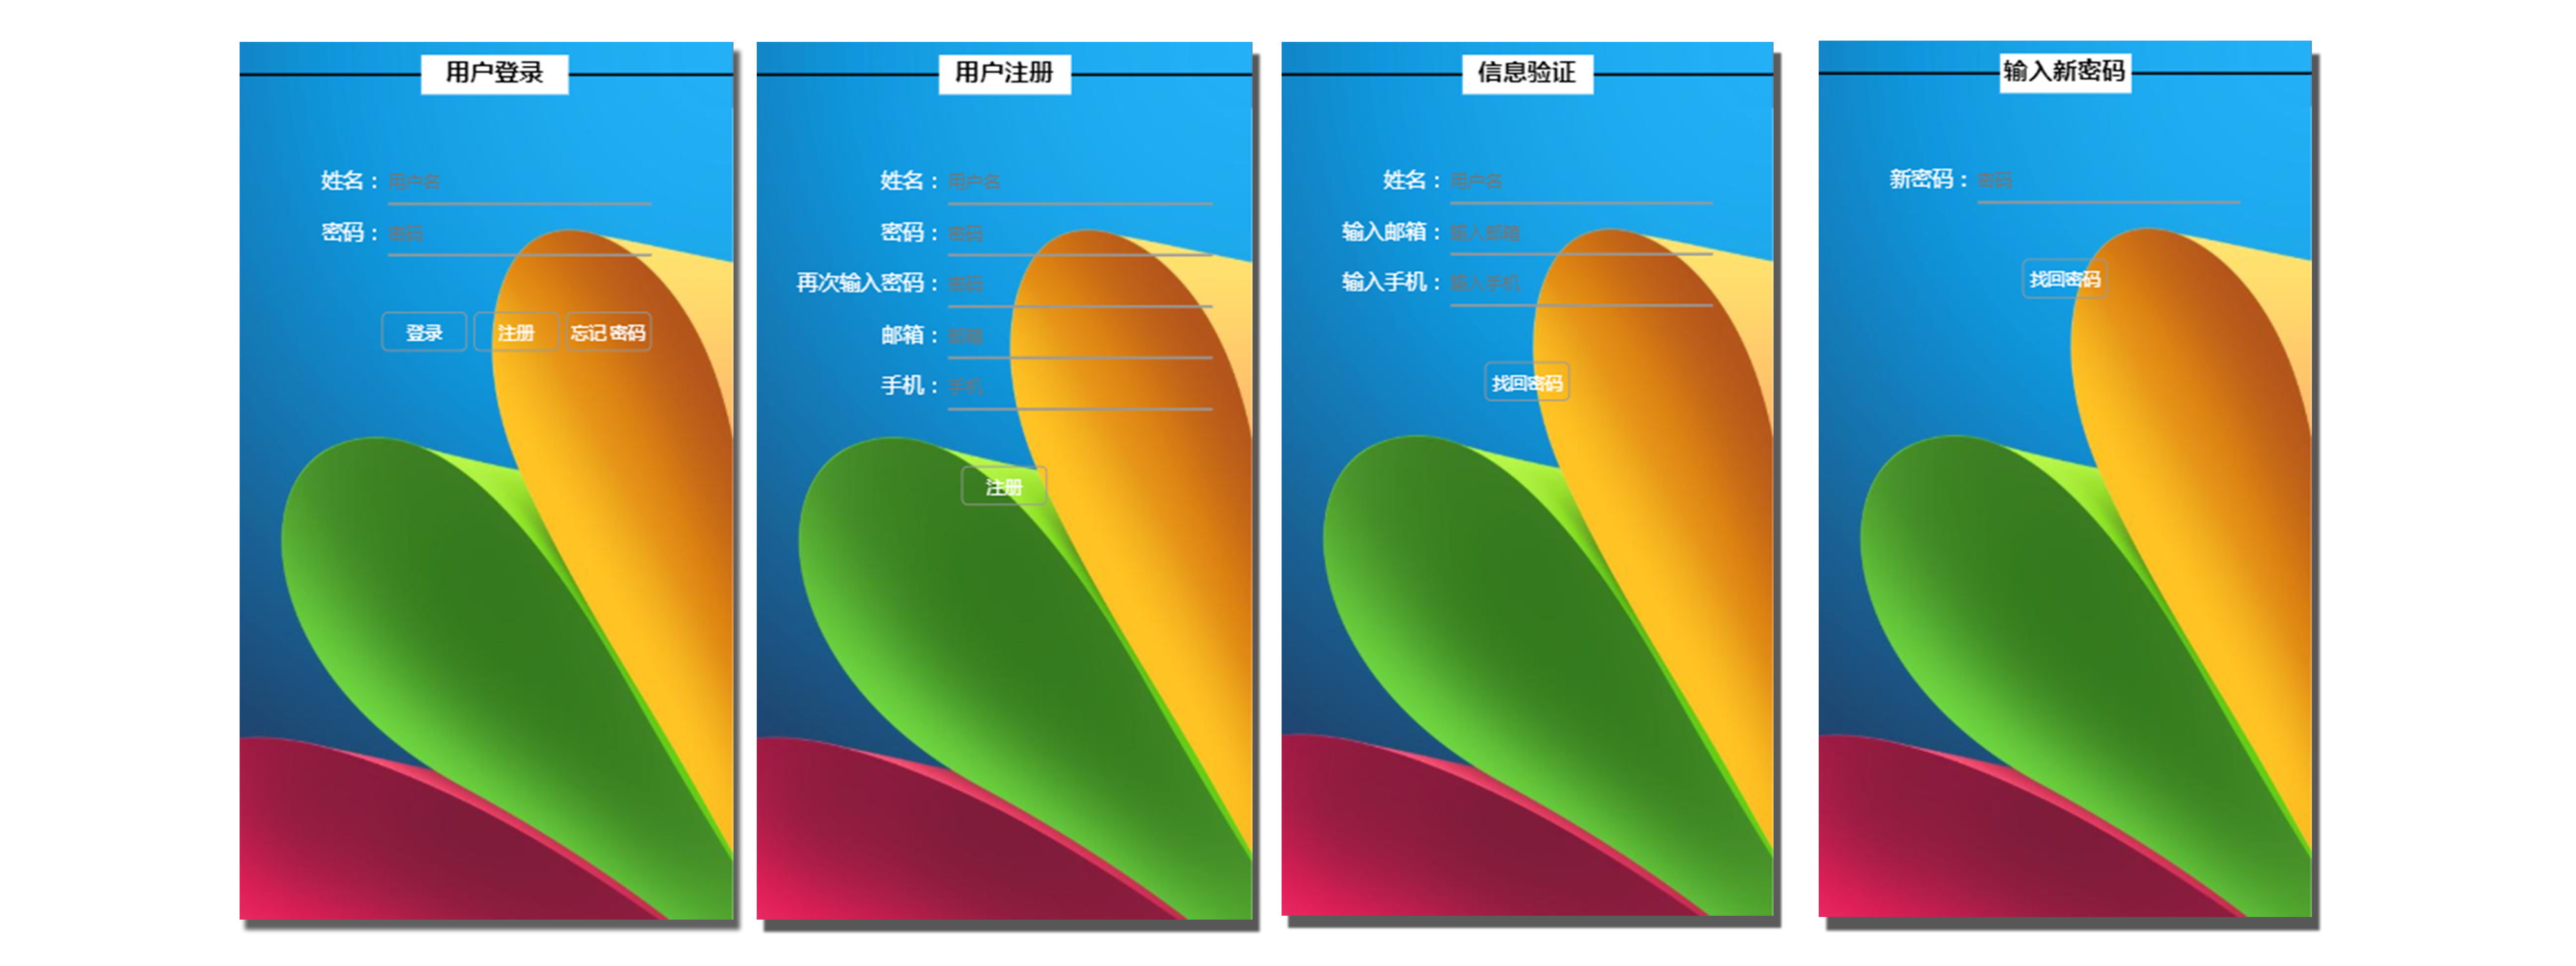 用户登录
姓名：用户名
密码：密码
登录 注册 忘记 密码
用户注册
姓名：用户名
密码：密码
再次输入密码：密码
邮箱：邮箱
手机：手机
注册
信息验证
姓名：用户名
输入邮箱：输入邮箱
输入手机：输入手机
找回密码
输入新密码
新密码：密码
找回密码